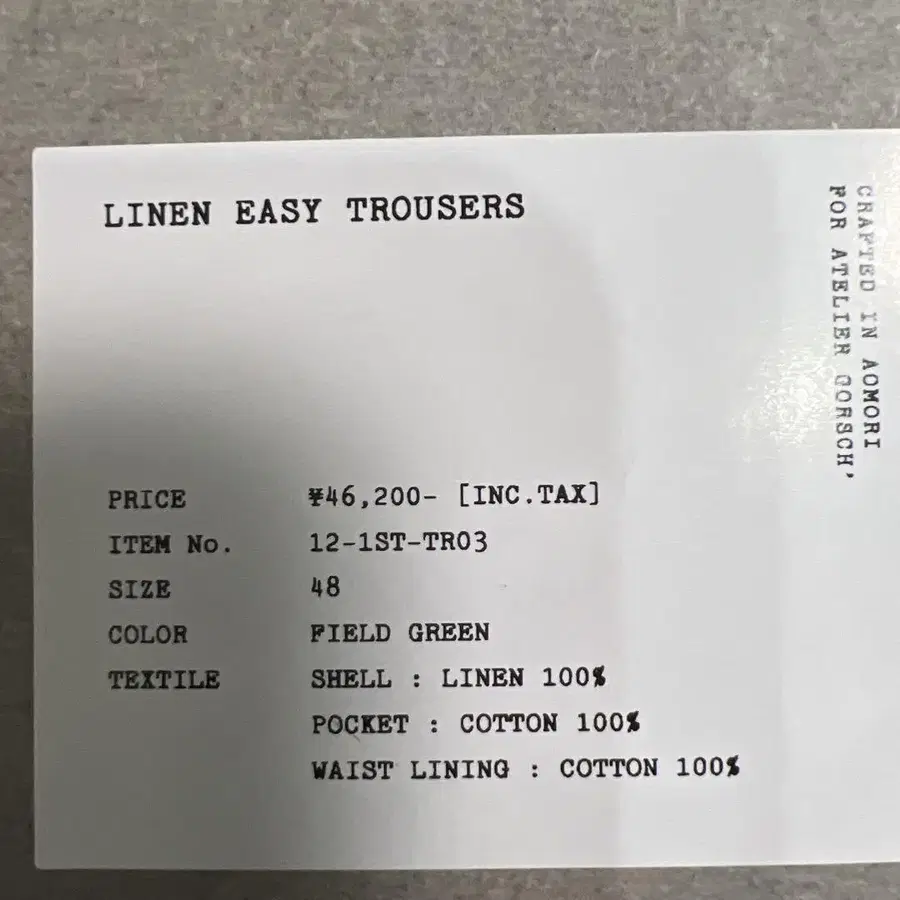 LINEN EASY TROUSERS
CRAFTED IN AOMORI
FOR ATELIER GORSCH'
PRICE ¥46,200- [INC.TAX]
ITEM No. 12-1ST-TR03
SIZE 48
COLOR FIELD GREEN
TEXTILE SHELL : LINEN 100%
POCKET : COTTON 100%
WAIST LINING : COTTON 100%